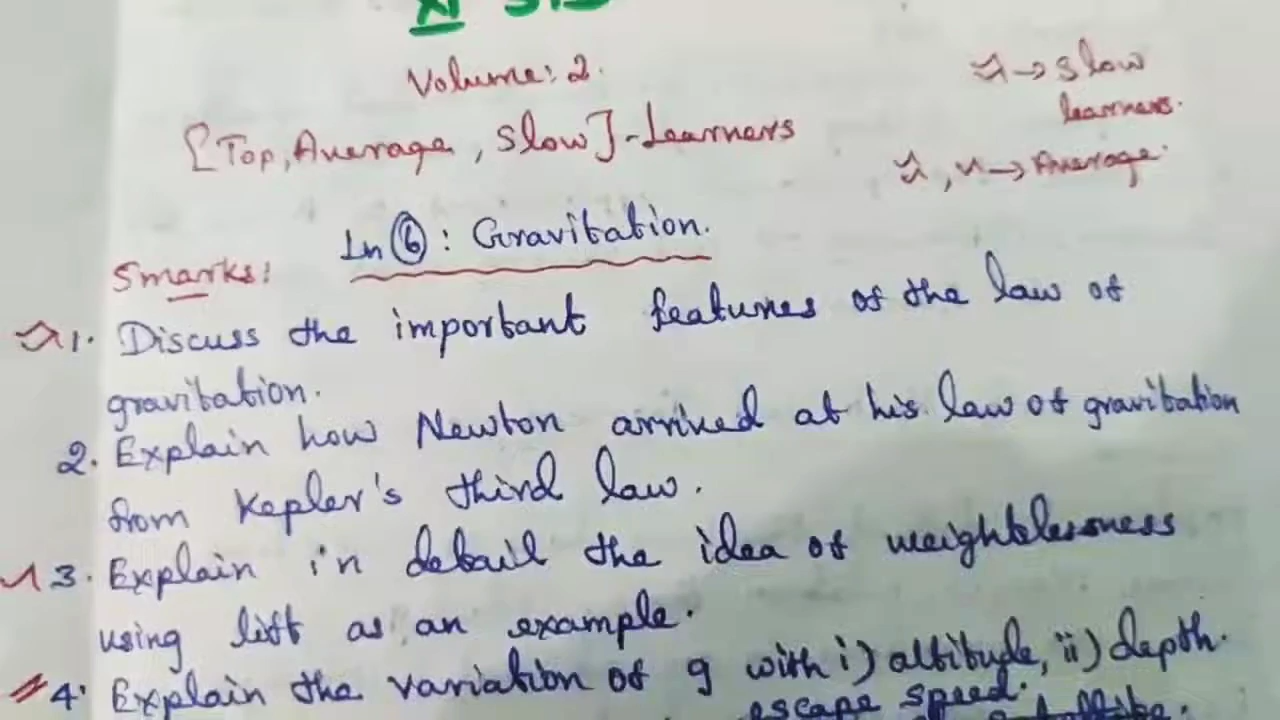 XI
Volume: 2.
[Top, Average, Slow] - Learners
→ slow
learners.
, → Average.
Ln 6 : Gravitation.
5marks:
1. Discuss the important features of the law of
gravitation.
2. Explain how Newton arrived at his law of gravitation
from Kepler's third law.
3. Explain in detail the idea of weightlessness
using lift as an example.
4. Explain the variation of g with i) altitude, ii) depth.
escape speed.